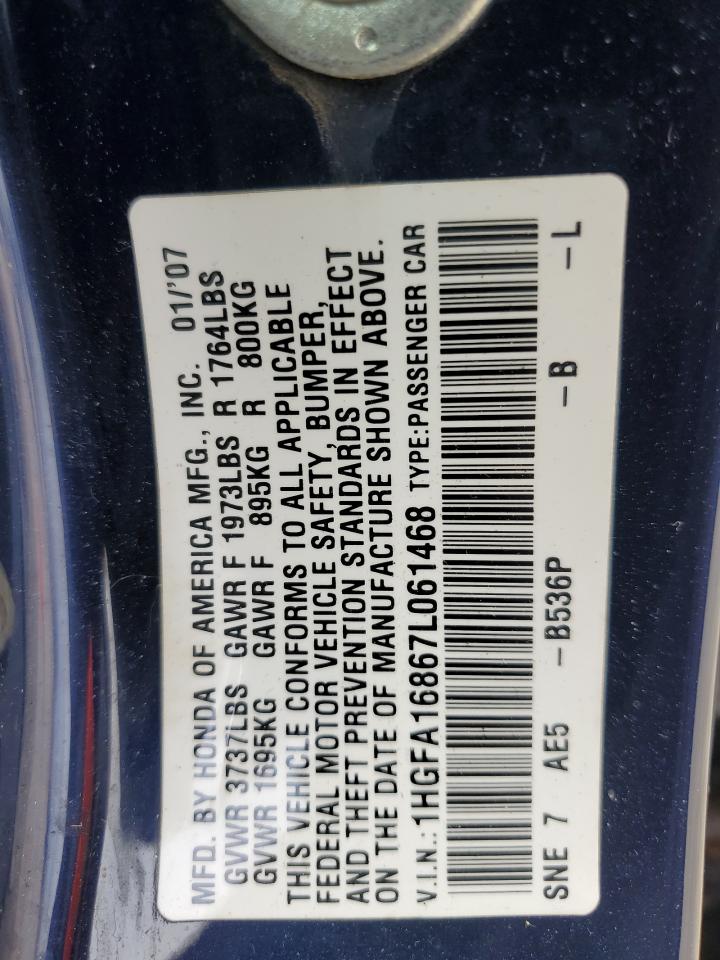 MFD. BY HONDA OF AMERICA MFG., INC. 01/'07
GVWR 3737LBS GAWR F 1973LBS R 1764LBS
GVWR 1695KG GAWR F 895KG R 800KG
THIS VEHICLE CONFORMS TO ALL APPLICABLE
FEDERAL MOTOR VEHICLE SAFETY, BUMPER,
AND THEFT PREVENTION STANDARDS IN EFFECT
ON THE DATE OF MANUFACTURE SHOWN ABOVE.
V.I.N.:1HGFA16867L061468 TYPE:PASSENGER CAR
SNE 7 AE5 -B536P -B -L